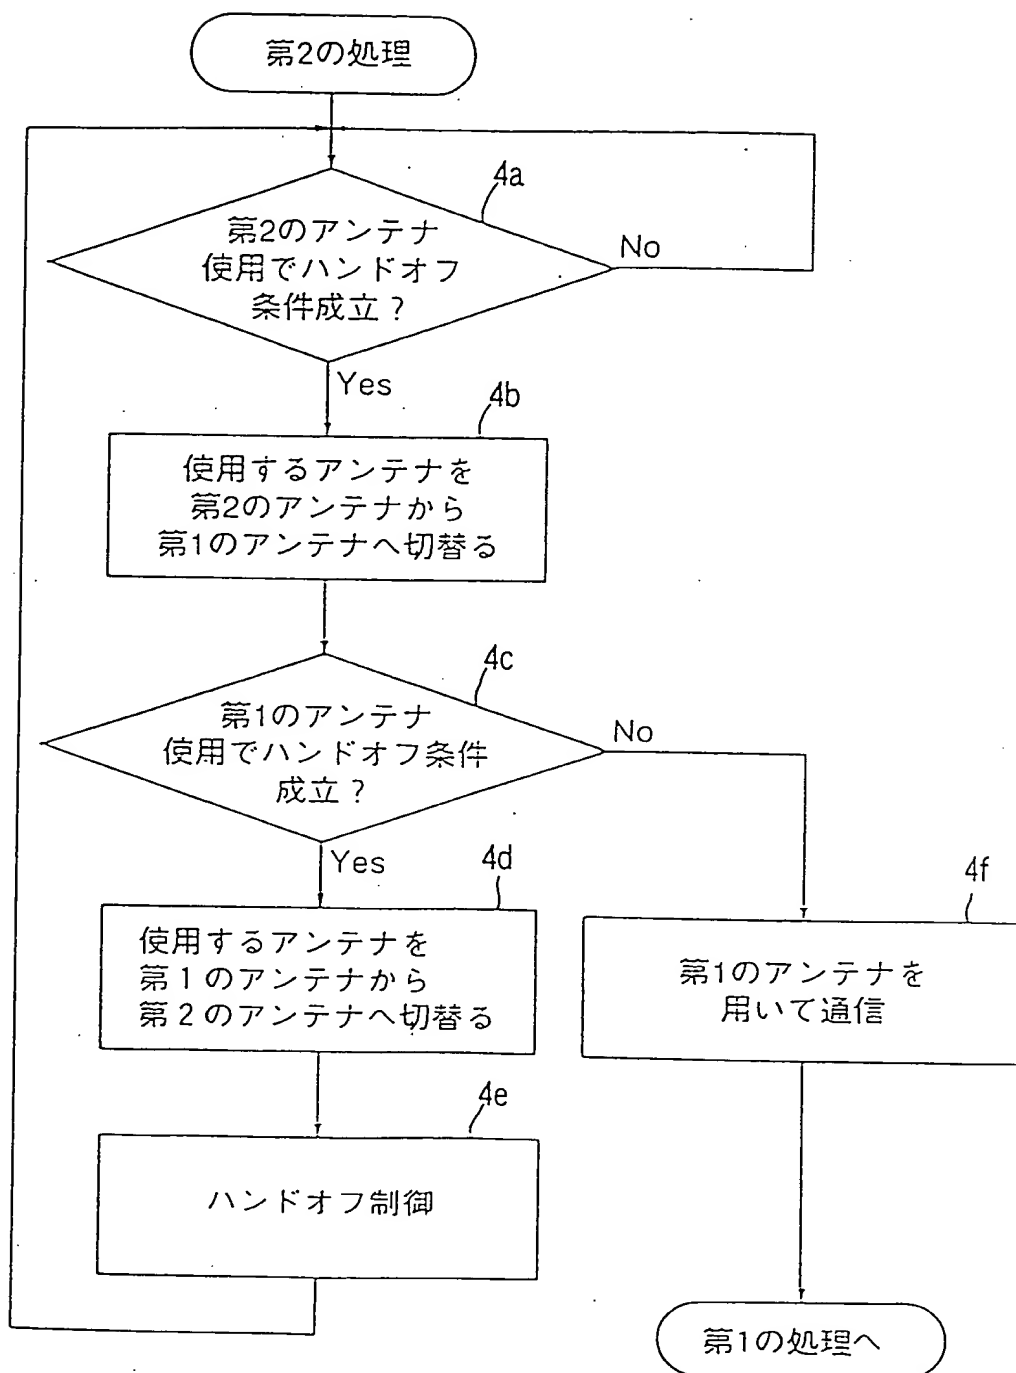 第2の処理
4a
第2のアンテナ
使用でハンドオフ
条件成立?
No
Yes
4b
使用するアンテナを
第2のアンテナから
第1のアンテナへ切替る
4c
第1のアンテナ
使用でハンドオフ条件
成立?
No
Yes
4d
使用するアンテナを
第1のアンテナから
第2のアンテナへ切替る
4f
第1のアンテナを
用いて通信
4e
ハンドオフ制御
第1の処理へ